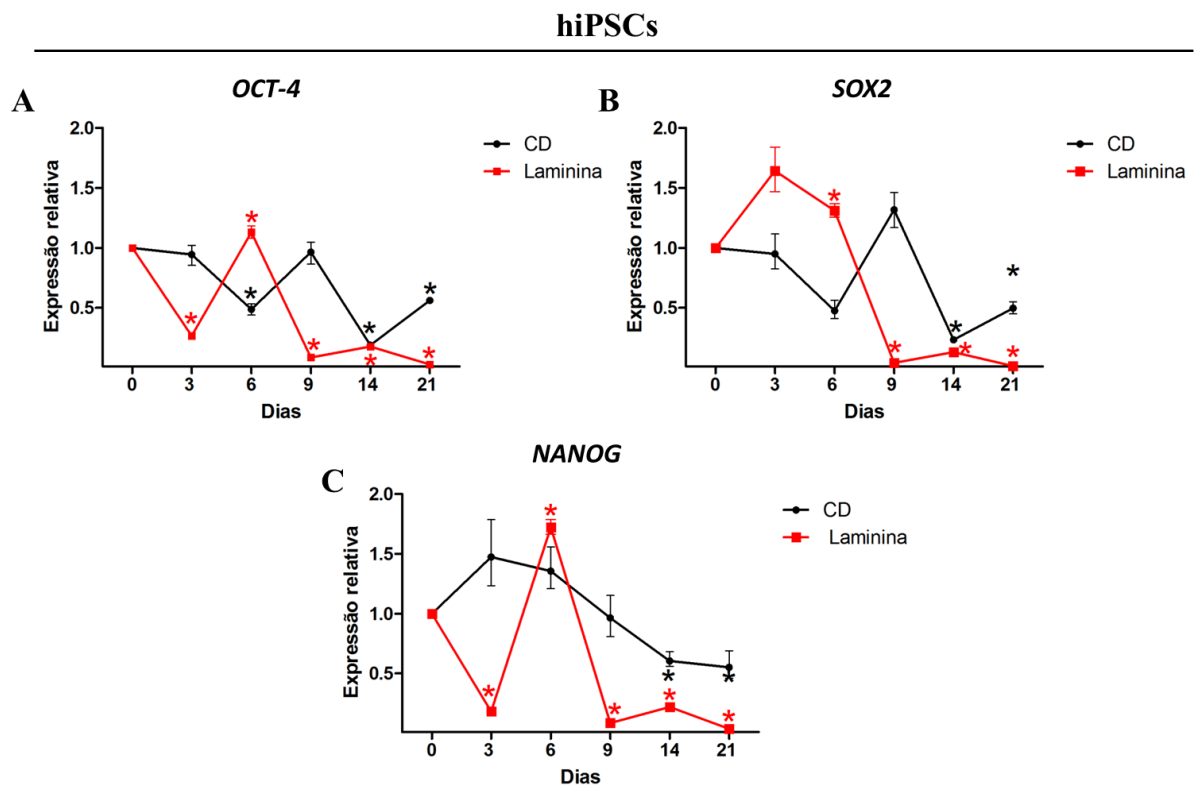 hiPSCs
A
OCT-4
Expressão relativa
2.0
1.5
1.0
0.5
0 3 6 9 14 21
Dias
CD
Laminina
* * * * * * * *
B
SOX2
Expressão relativa
2.0
1.5
1.0
0.5
0 3 6 9 14 21
Dias
CD
Laminina
* * * * * *
C
NANOG
Expressão relativa
2.0
1.5
1.0
0.5
0 3 6 9 14 21
Dias
CD
Laminina
* * * * * * *